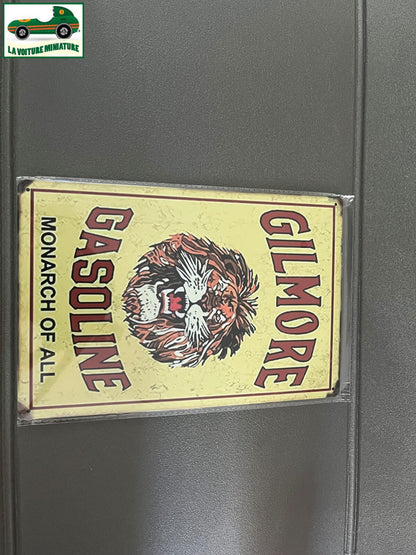 LA VOITURE MINIATURE
GILMORE
GASOLINE
MONARCH OF ALL